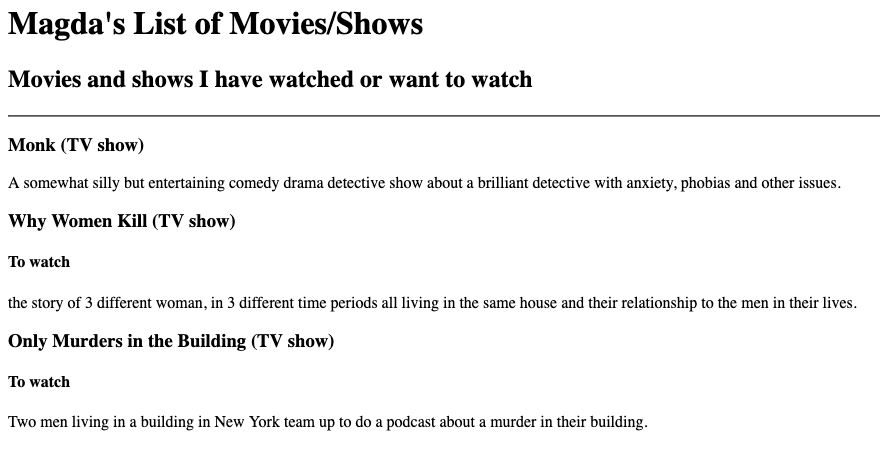 Magda's List of Movies/Shows
Movies and shows I have watched or want to watch
Monk (TV show)
A somewhat silly but entertaining comedy drama detective show about a brilliant detective with anxiety, phobias and other issues.
Why Women Kill (TV show)
To watch
the story of 3 different woman, in 3 different time periods all living in the same house and their relationship to the men in their lives.
Only Murders in the Building (TV show)
To watch
Two men living in a building in New York team up to do a podcast about a murder in their building.